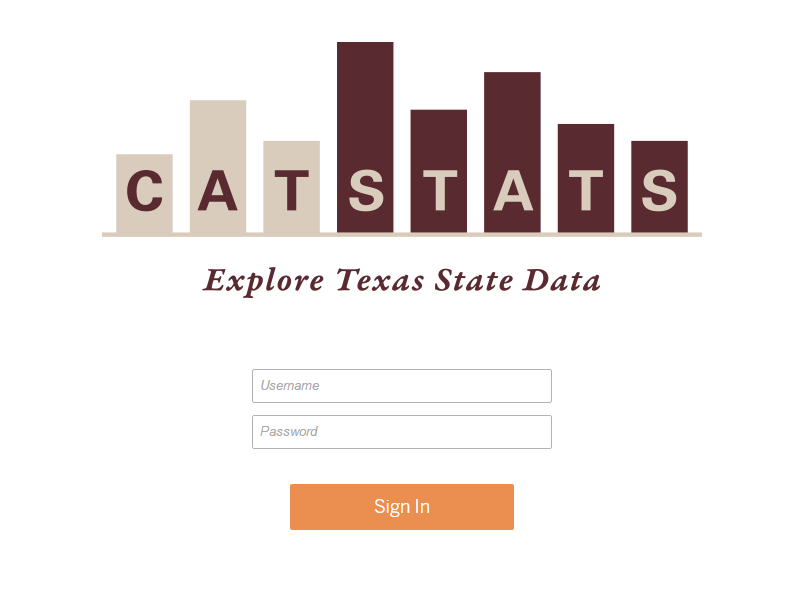 CATSTATS
Explore Texas State Data
Username
Password
Sign In